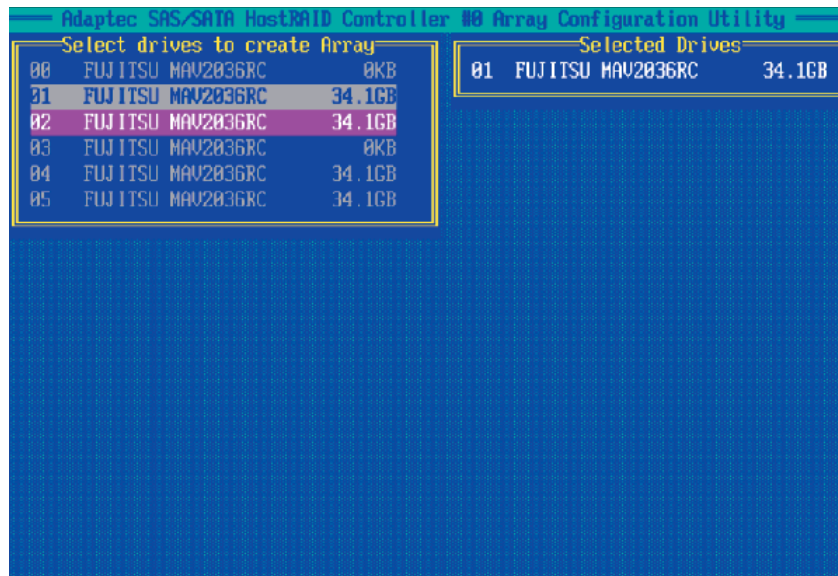 Adaptec SAS/SATA HostRAID Controller #0 Array Configuration Utility
Select drives to create Array
00 FUJITSU MAV2036RC 0KB
01 FUJITSU MAV2036RC 34.1GB
02 FUJITSU MAV2036RC 34.1GB
03 FUJITSU MAV2036RC 0KB
04 FUJITSU MAV2036RC 34.1GB
05 FUJITSU MAV2036RC 34.1GB
Selected Drives
01 FUJITSU MAV2036RC 34.1GB